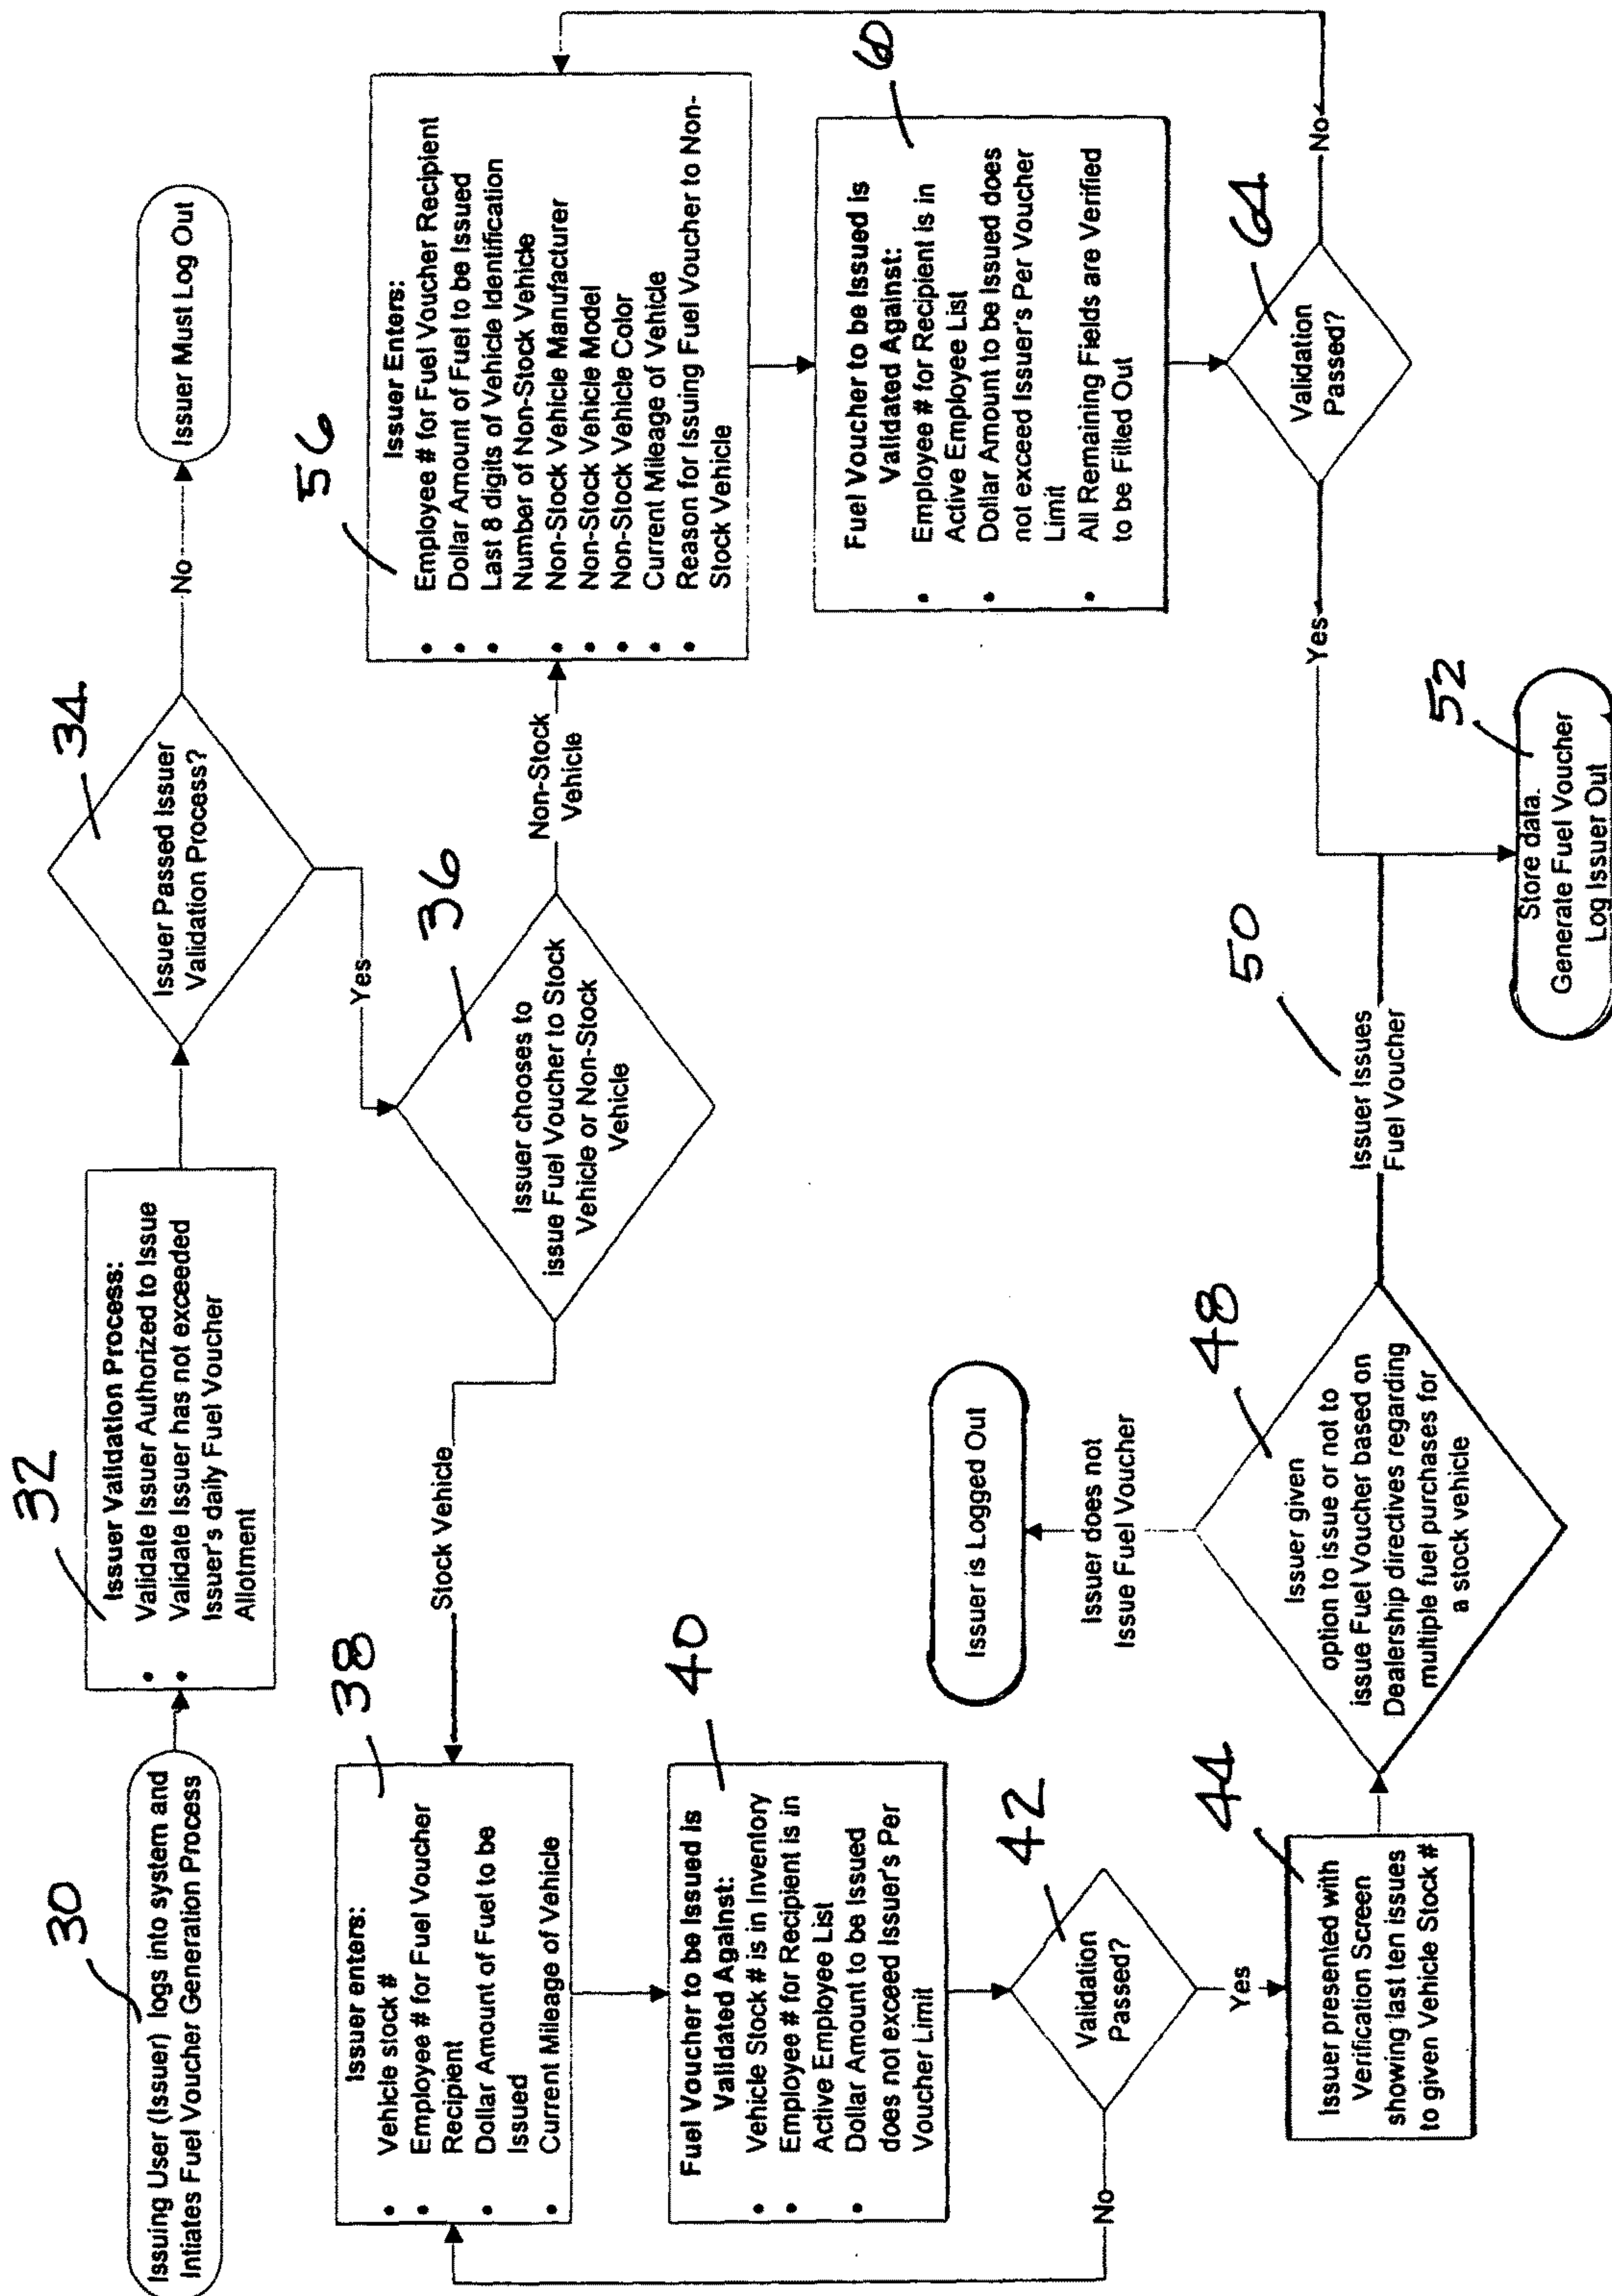 30
Issuing User (Issuer) logs into system and
Intiates Fuel Voucher Generation Process
32
Issuer Validation Process:
• Validate Issuer Authorized to Issue
• Validate Issuer has not exceeded
Issuer's daily Fuel Voucher
Allotment
34
Issuer Passed Issuer
Validation Process?
No
Issuer Must Log Out
Yes
36
Issuer chooses to
issue Fuel Voucher to Stock
Vehicle or Non-Stock
Vehicle
Stock Vehicle
Non-Stock
Vehicle
38
Issuer enters:
• Vehicle stock #
• Employee # for Fuel Voucher
Recipient
• Dollar Amount of Fuel to be
Issued
• Current Mileage of Vehicle
40
Fuel Voucher to be Issued is
Validated Against:
• Vehicle Stock # is in Inventory
• Employee # for Recipient is in
Active Employee List
• Dollar Amount to be Issued
does not exceed Issuer's Per
Voucher Limit
42
Validation
Passed?
No
Yes
44
Issuer presented with
Verification Screen
showing last ten issues
to given Vehicle Stock #
48
Issuer given
option to issue or not to
issue Fuel Voucher based on
Dealership directives regarding
multiple fuel purchases for
a stock vehicle
Issuer does not
Issue Fuel Voucher
Issuer is Logged Out
50
Issuer Issues
Fuel Voucher
52
Store data.
Generate Fuel Voucher
Log Issuer Out
56
Issuer Enters:
• Employee # for Fuel Voucher Recipient
• Dollar Amount of Fuel to be Issued
• Last 8 digits of Vehicle Identification
Number of Non-Stock Vehicle
• Non-Stock Vehicle Manufacturer
• Non-Stock Vehicle Model
• Non-Stock Vehicle Color
• Current Mileage of Vehicle
• Reason for Issuing Fuel Voucher to Non-
Stock Vehicle
60
Fuel Voucher to be Issued is
Validated Against:
• Employee # for Recipient is in
Active Employee List
• Dollar Amount to be Issued does
not exceed Issuer's Per Voucher
Limit
• All Remaining Fields are Verified
to be Filled Out
64
Validation
Passed?
Yes
No